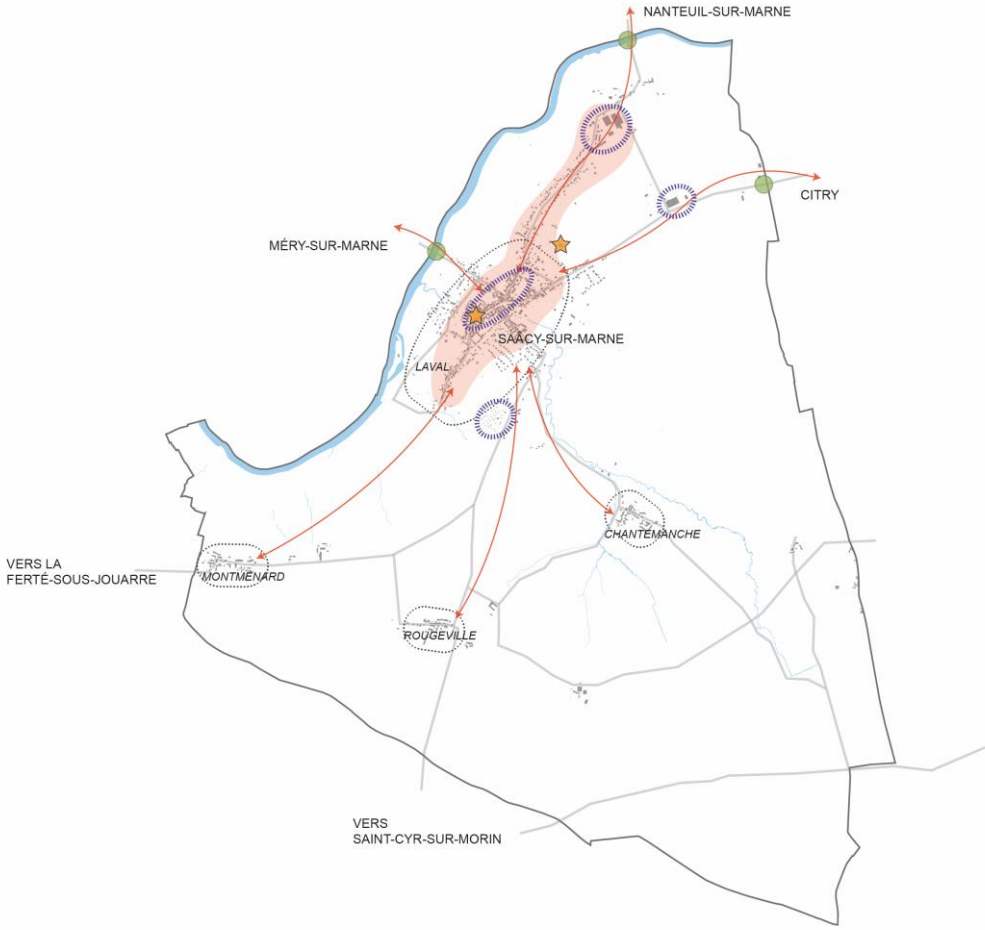 NANTEUIL-SUR-MARNE
CITRY
MÉRY-SUR-MARNE
SAÂCY-SUR-MARNE
LAVAL
CHANTEMANCHE
VERS LA
FERTÉ-SOUS-JOUARRE
MONTMENARD
ROUGEVILLE
VERS
SAINT-CYR-SUR-MORIN